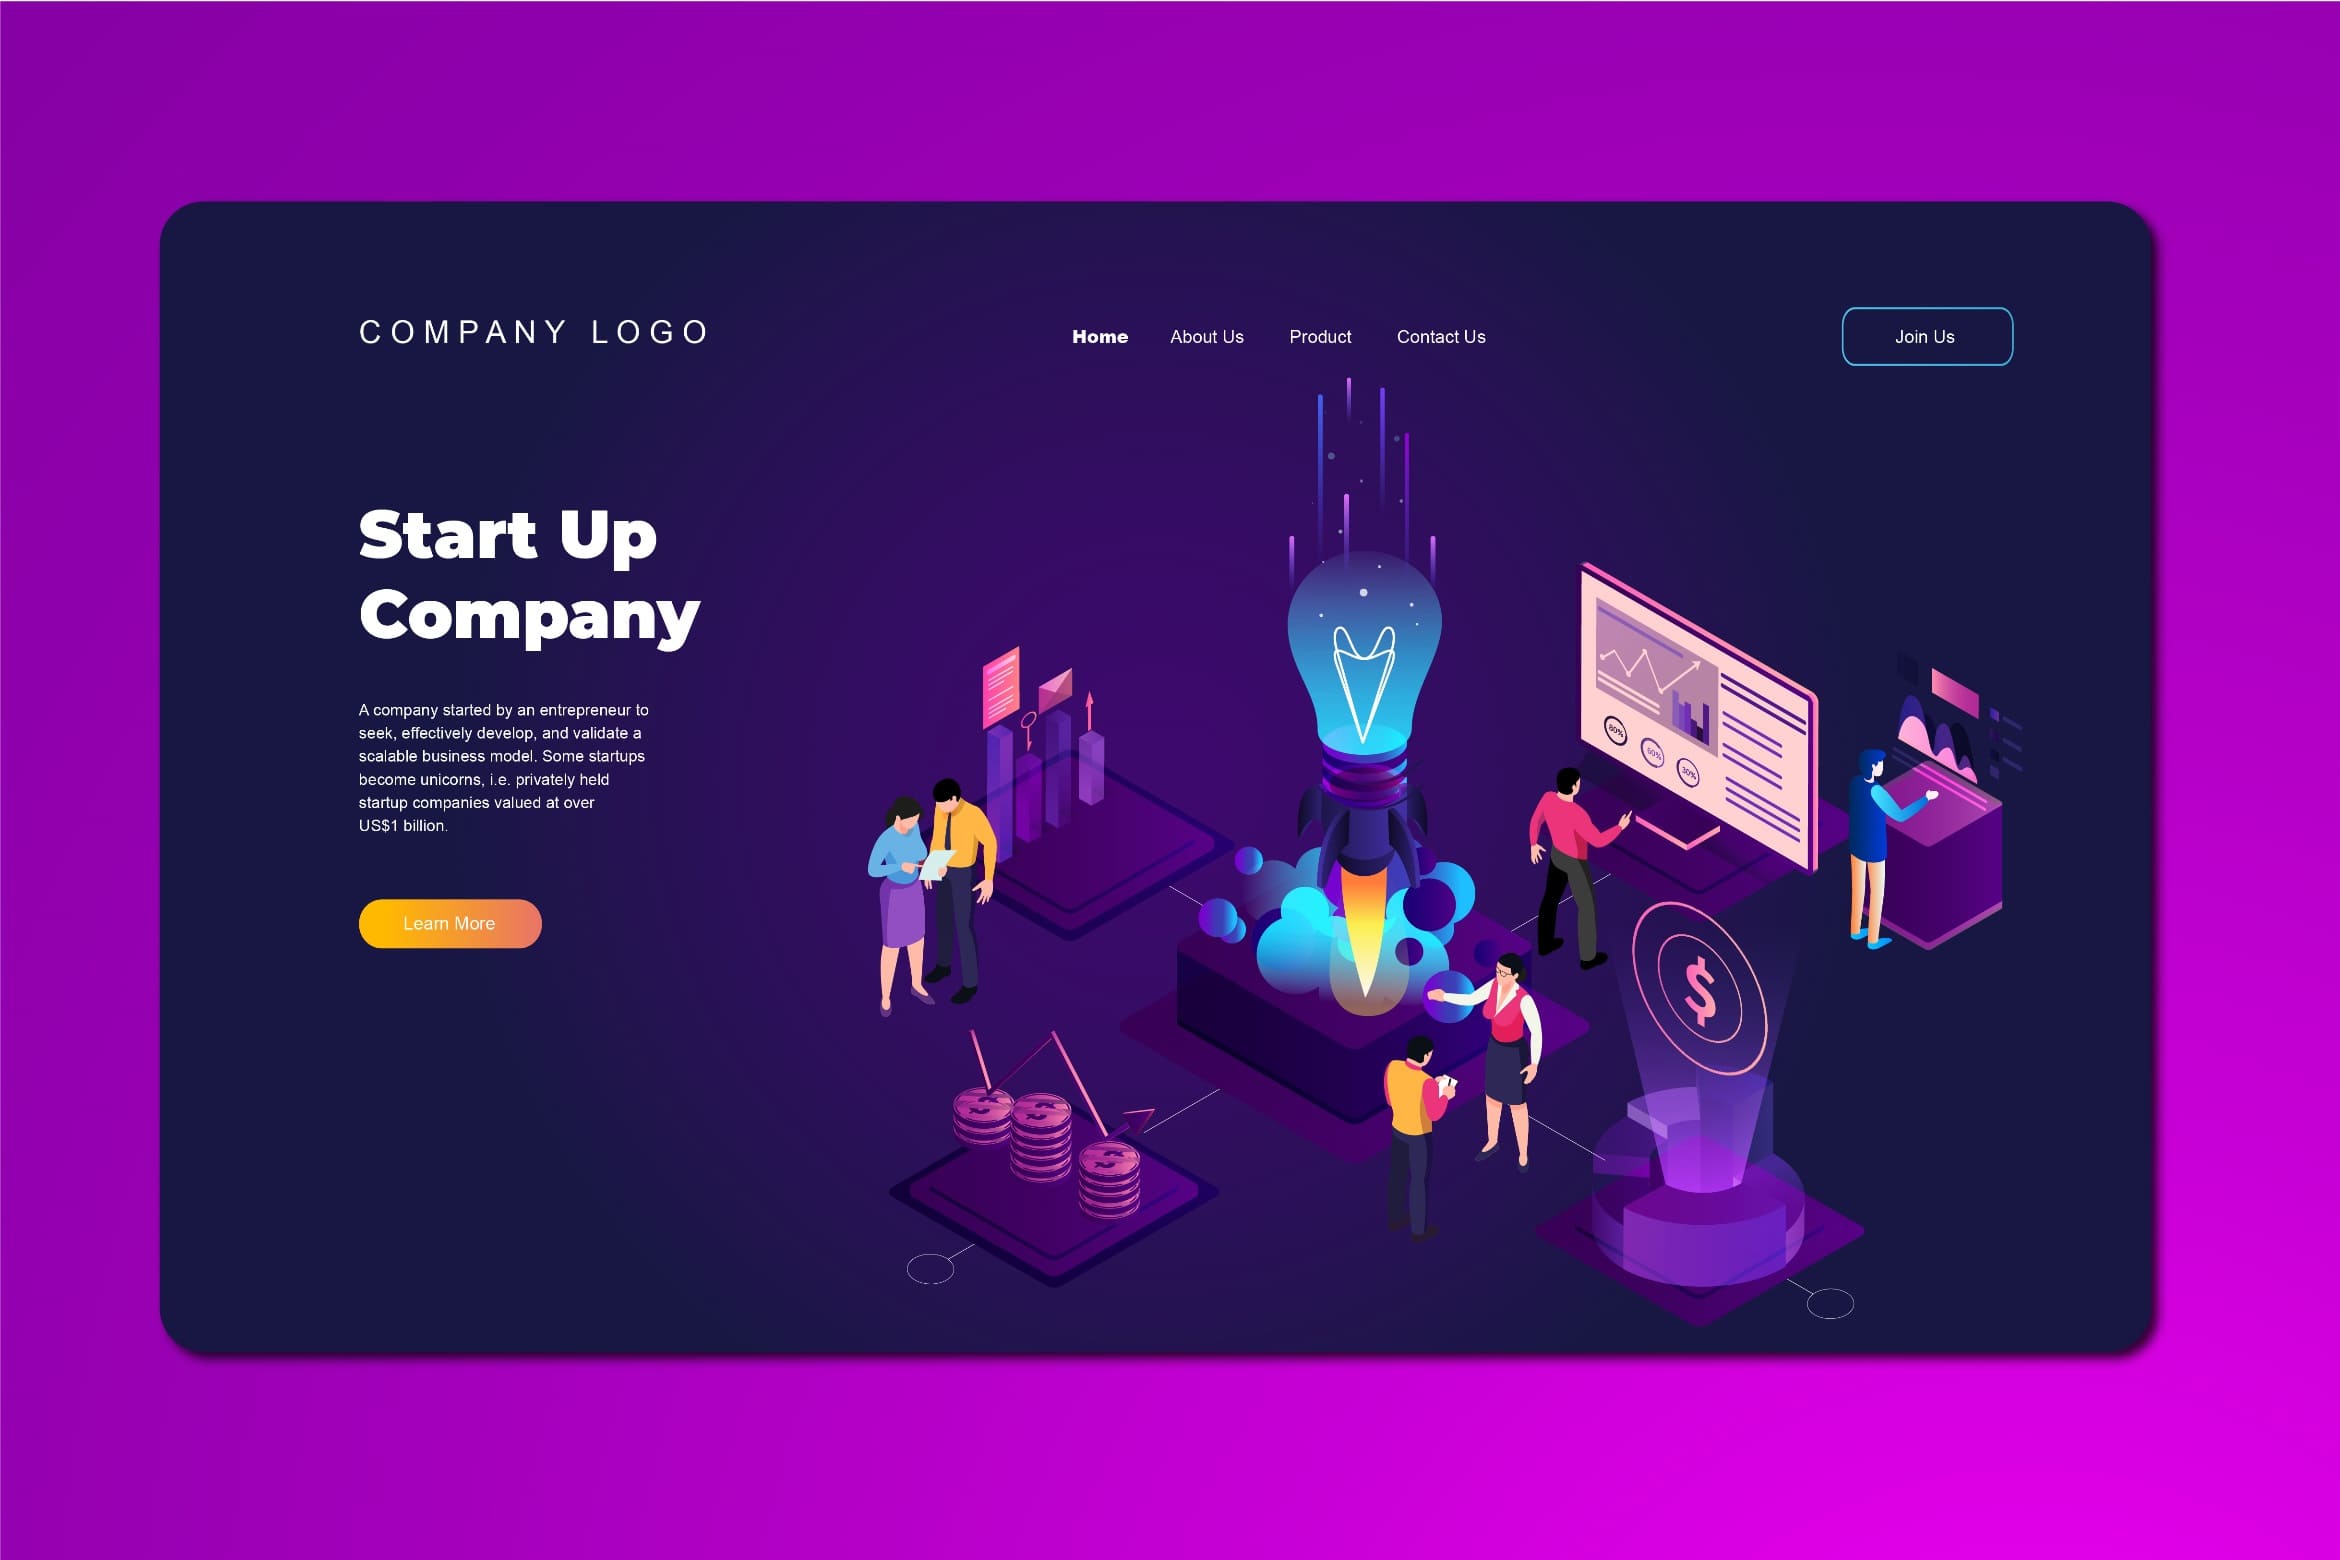 COMPANY LOGO
Home
About Us
Product
Contact Us
Join Us
Start Up
Company
A company started by an entrepreneur to
seek, effectively develop, and validate a
scalable business model. Some startups
become unicorns, i.e. privately held
startup companies valued at over
US$1 billion.
Learn More
80%
60%
30%
$